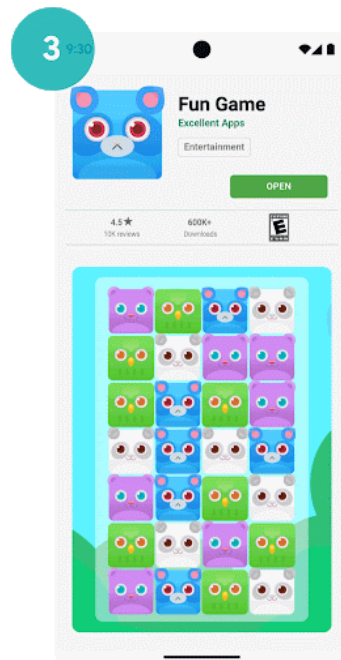 3
9:30
Fun Game
Excellent Apps
Entertainment
OPEN
4.5★
600K+
10K reviews
Downloads
E